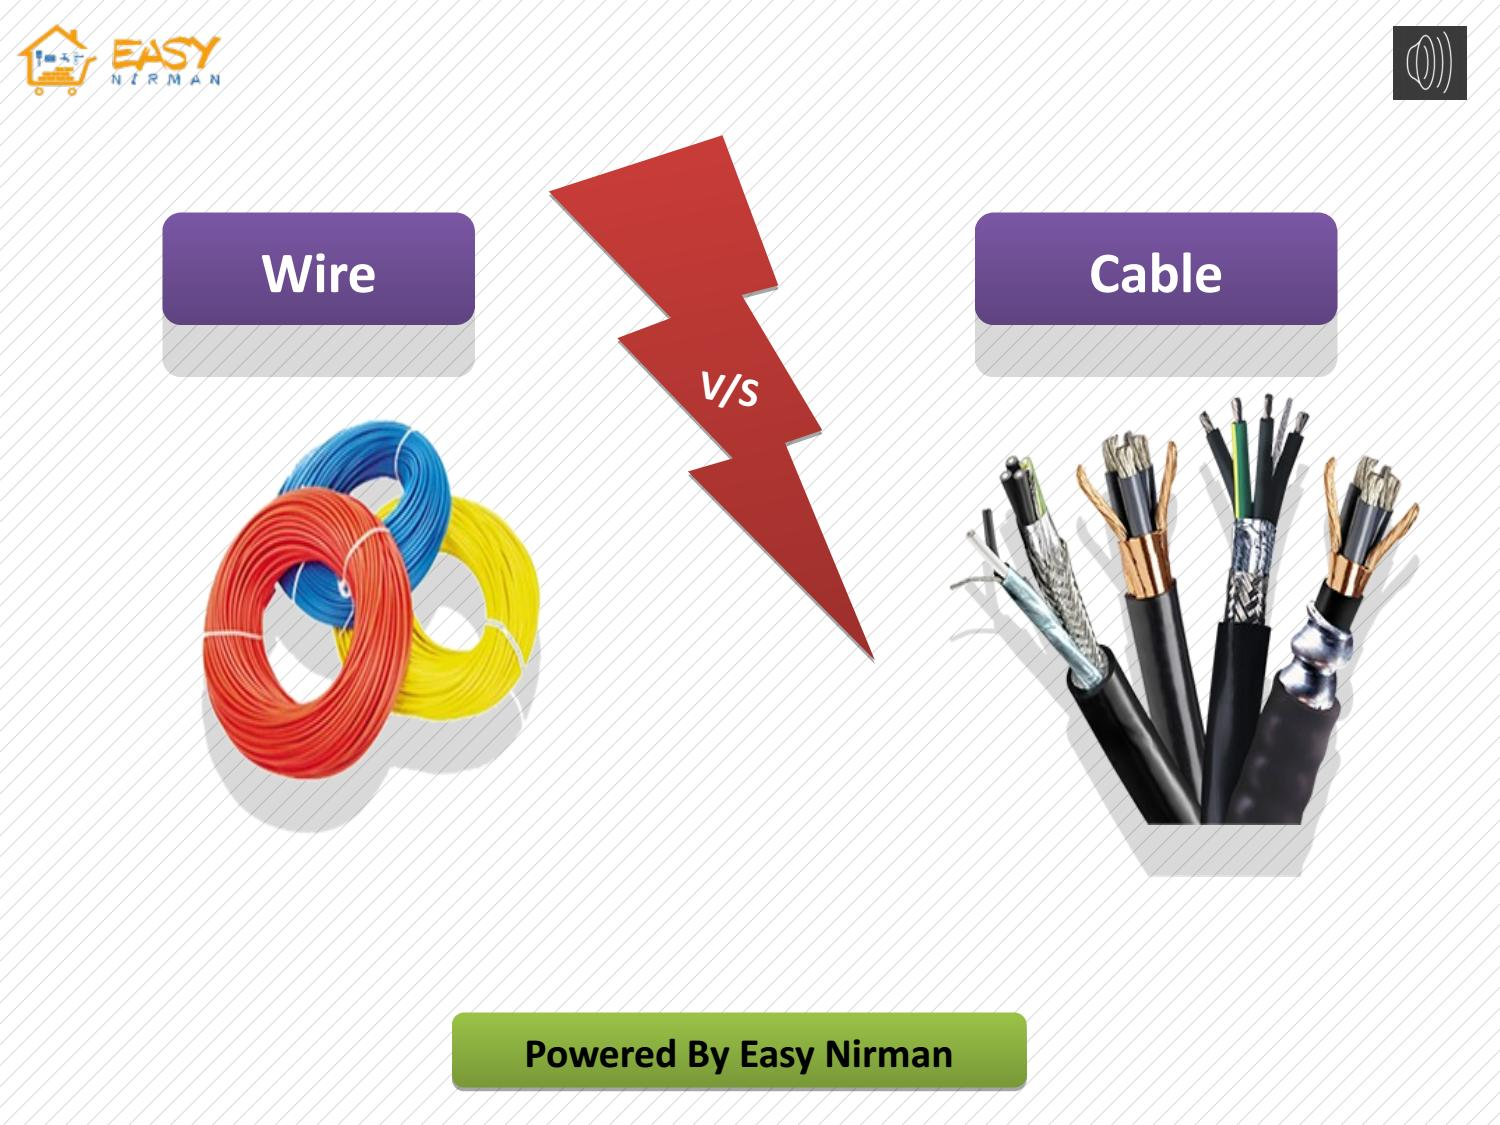 EASY
NIRMAN
Wire
V/S
Cable
Powered By Easy Nirman